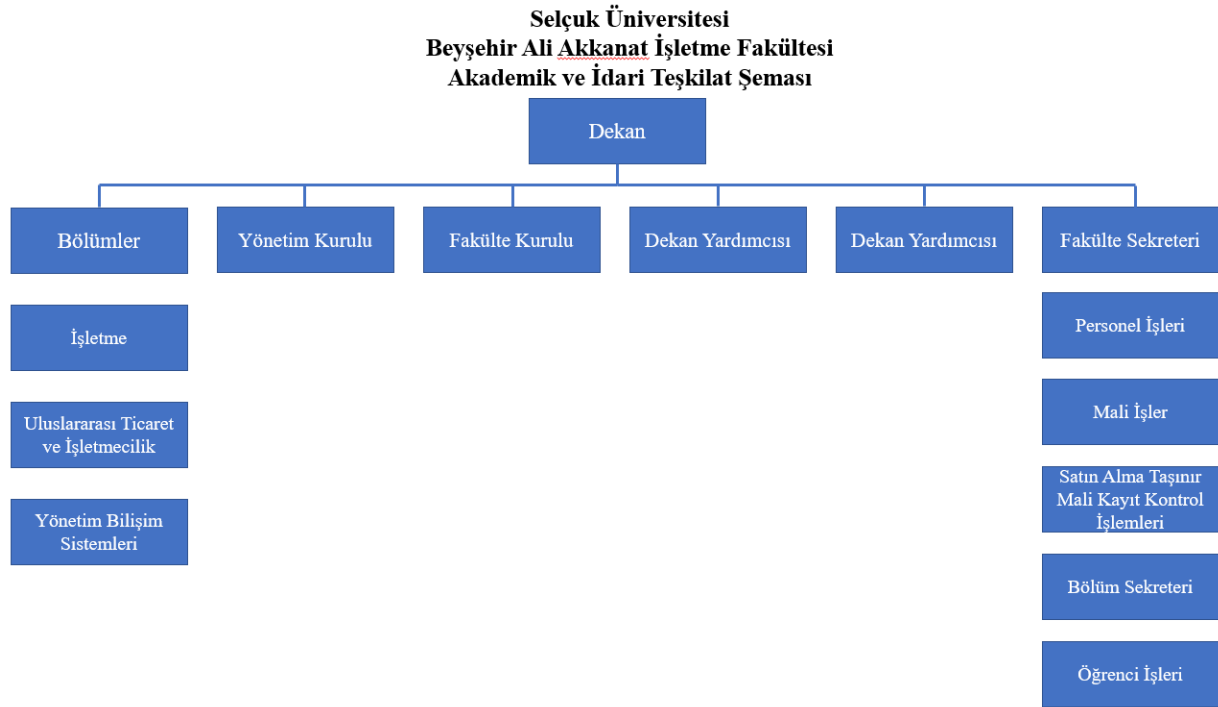 Selçuk Üniversitesi
Beyşehir Ali Akkanat İşletme Fakültesi
Akademik ve İdari Teşkilat Şeması
Dekan
Bölümler
Yönetim Kurulu
Fakülte Kurulu
Dekan Yardımcısı
Dekan Yardımcısı
Fakülte Sekreteri
İşletme
Uluslararası Ticaret
ve İşletmecilik
Yönetim Bilişim
Sistemleri
Personel İşleri
Mali İşler
Satın Alma Taşınır
Mali Kayıt Kontrol
İşlemleri
Bölüm Sekreteri
Öğrenci İşleri